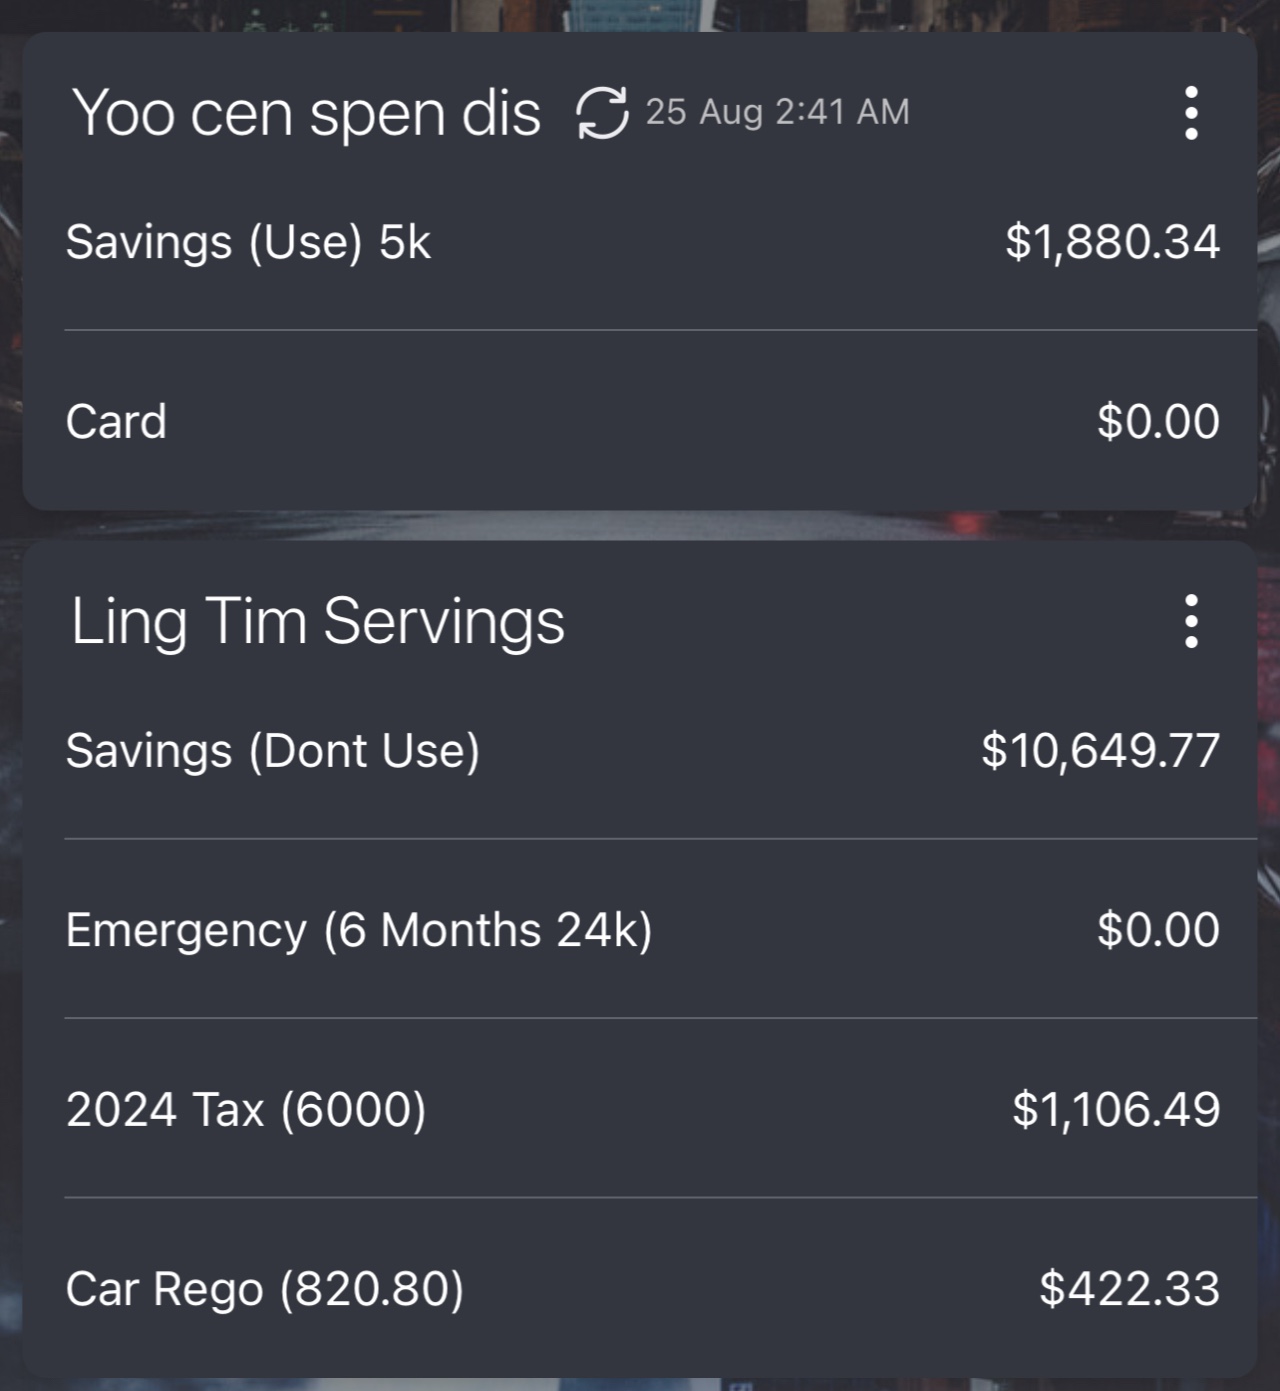 Yoo cen spen dis 25 Aug 2:41 AM
Savings (Use) 5k $1,880.34
Card $0.00
Ling Tim Servings
Savings (Dont Use) $10,649.77
Emergency (6 Months 24k) $0.00
2024 Tax (6000) $1,106.49
Car Rego (820.80) $422.33